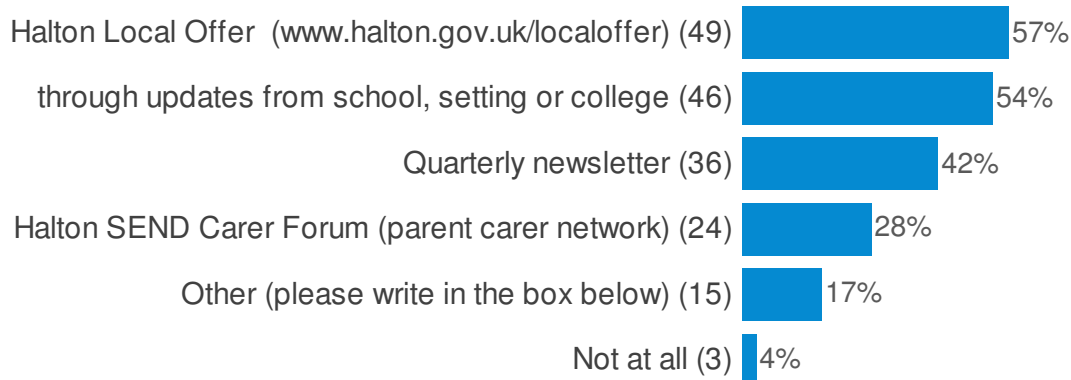 Halton Local Offer  (www.halton.gov.uk/localoffer) (49) 57%
through updates from school, setting or college (46) 54%
Quarterly newsletter (36) 42%
Halton SEND Carer Forum (parent carer network) (24) 28%
Other (please write in the box below) (15) 17%
Not at all (3) 4%